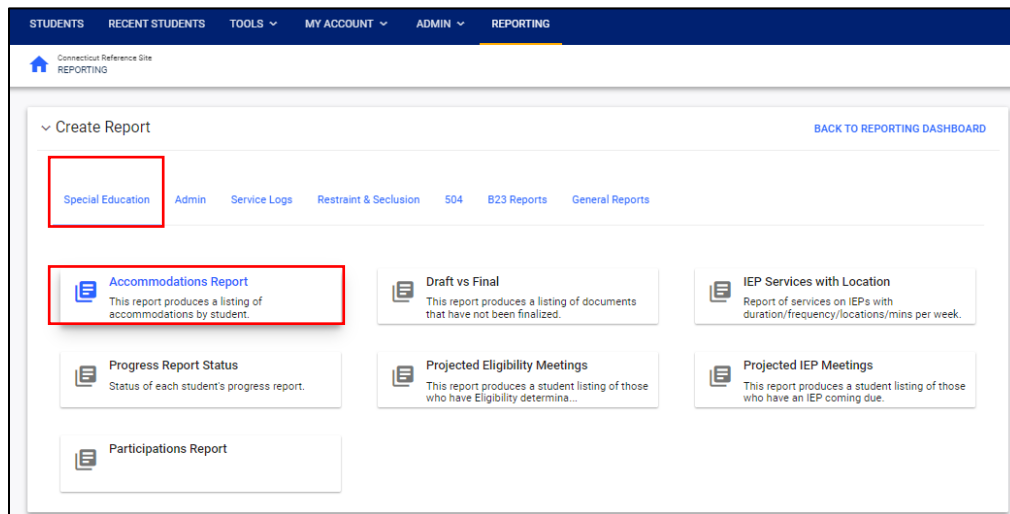 STUDENTS RECENT STUDENTS TOOLS MY ACCOUNT ADMIN REPORTING
Connecticut Reference Site
REPORTING
Create Report
BACK TO REPORTING DASHBOARD
Special Education Admin Service Logs Restraint & Seclusion 504 B23 Reports General Reports
Accommodations Report
This report produces a listing of
accommodations by student.
Draft vs Final
This report produces a listing of documents
that have not been finalized.
IEP Services with Location
Report of services on IEPs with
duration/frequency/locations/mins per week.
Progress Report Status
Status of each student's progress report.
Projected Eligibility Meetings
This report produces a student listing of those
who have Eligibility determina...
Projected IEP Meetings
This report produces a student listing of those
who have an IEP coming due.
Participations Report